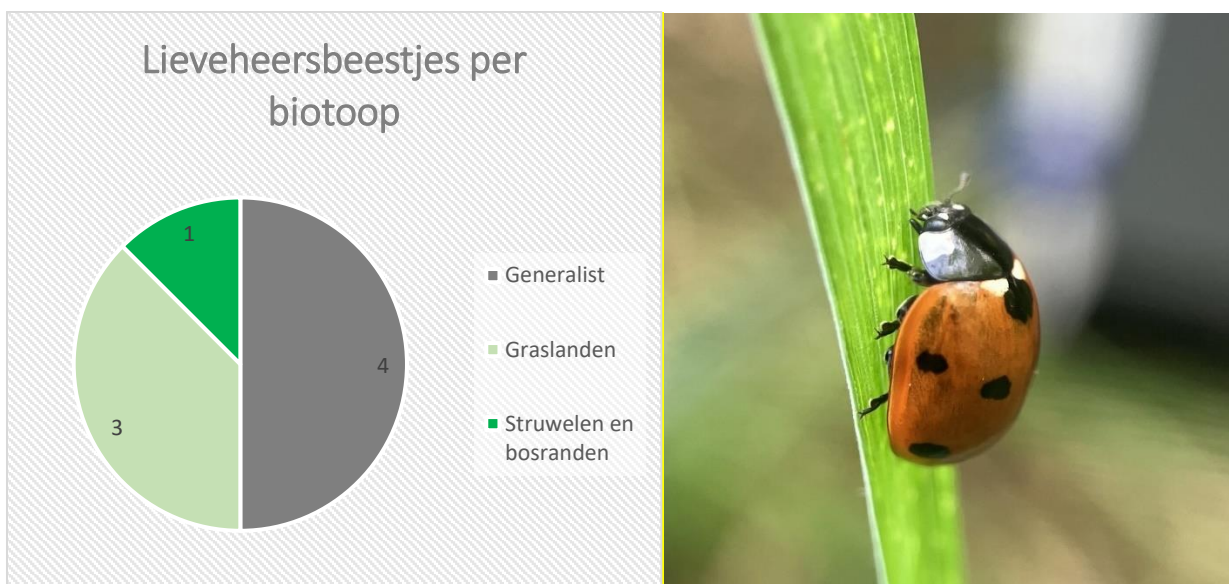 Lieveheersbeestjes per
biotoop
1
4
3
Generalist
Graslanden
Struwelen en
bosranden